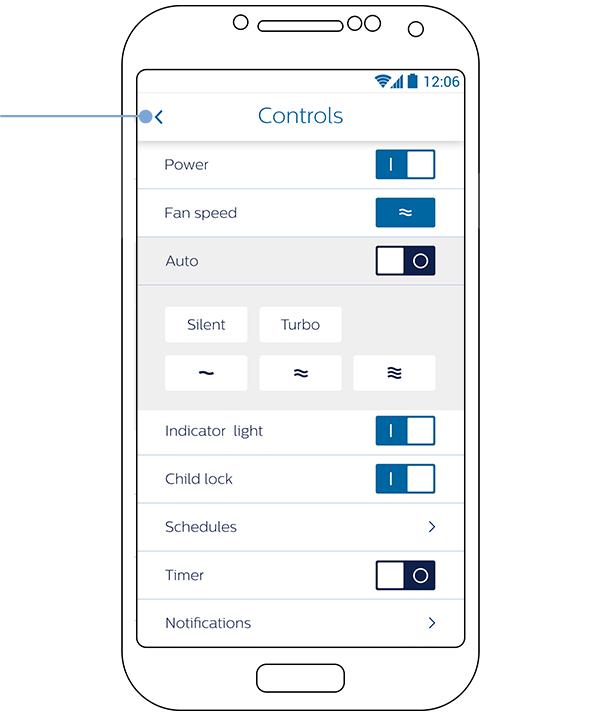 12:06
Controls
Power
Fan speed
Auto
Silent Turbo
Indicator light
Child lock
Schedules
Timer
Notifications